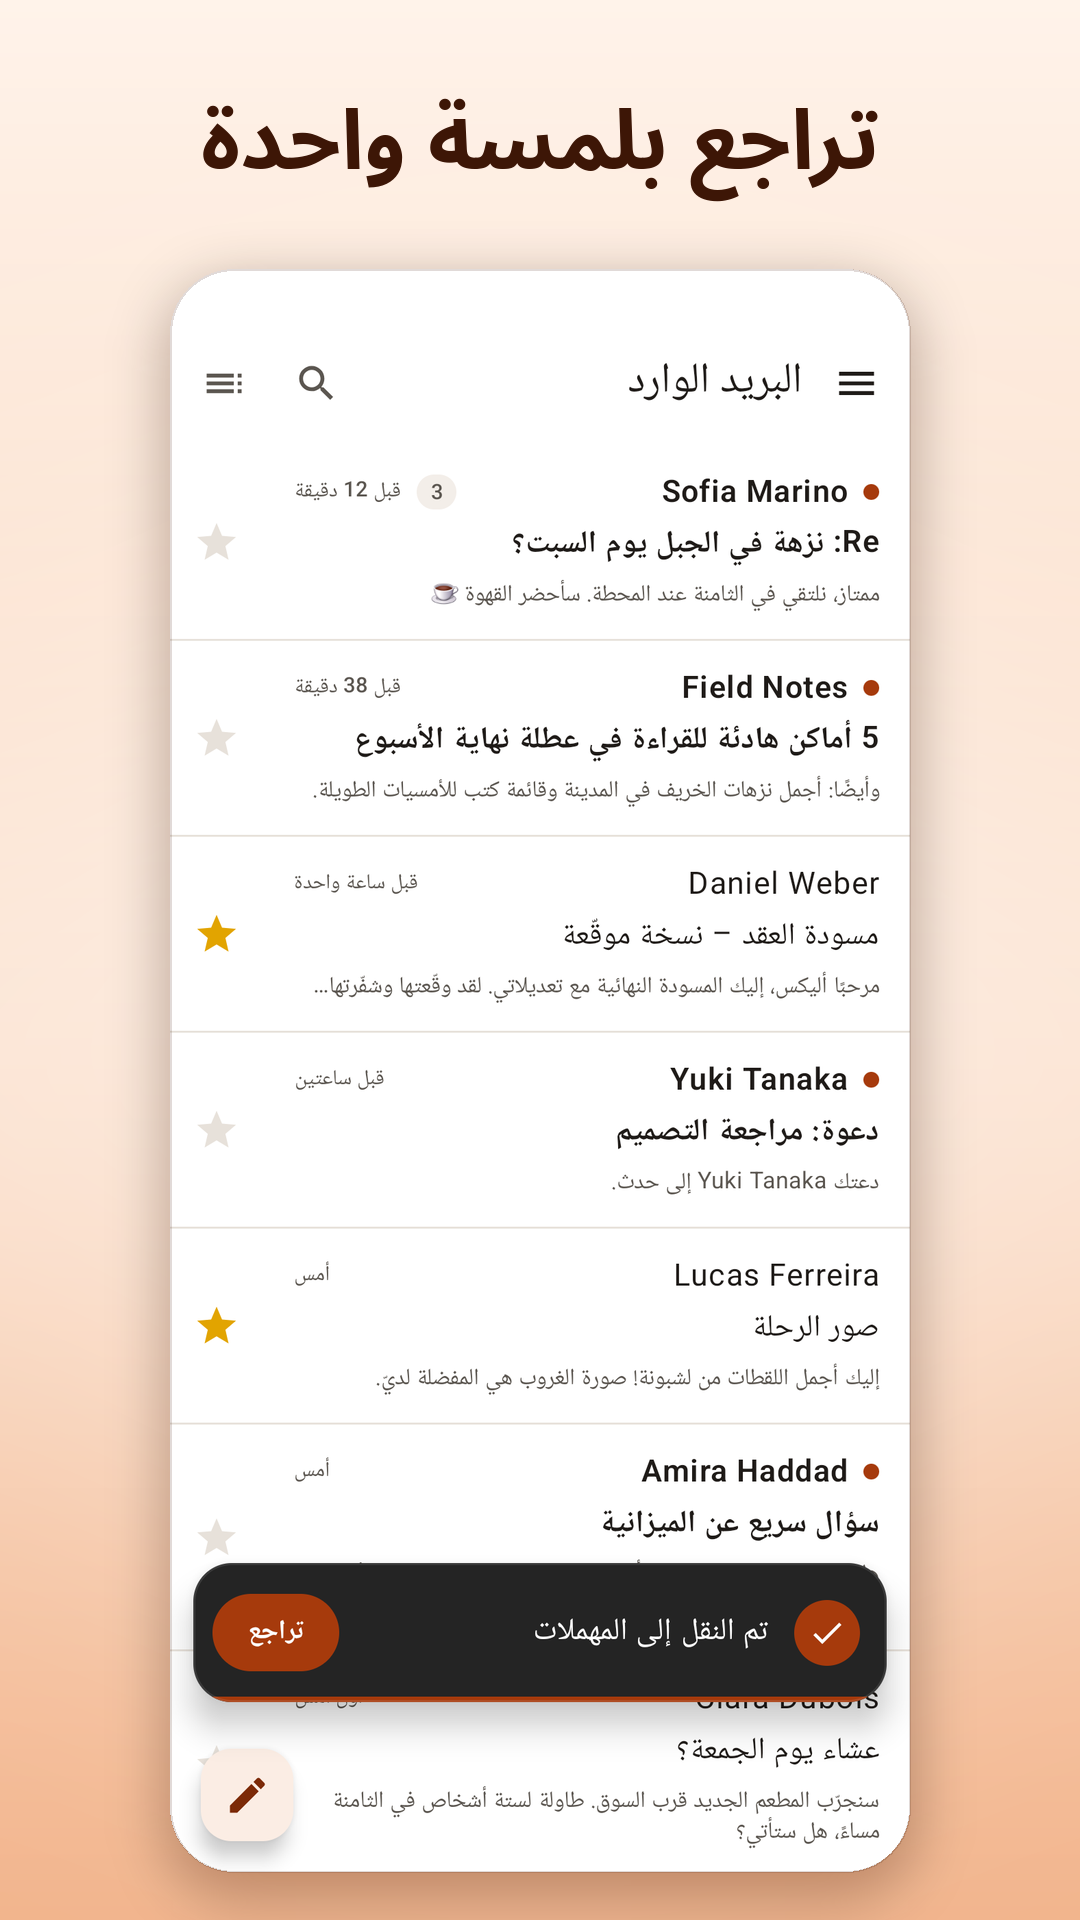 تراجع بلمسة واحدة
البريد الوارد
Sofia Marino 3 قبل 12 دقيقة
Re: نزهة في الجبل يوم السبت؟
ممتاز، نلتقي في الثامنة عند المحطة. سأحضر القهوة ☕
Field Notes قبل 38 دقيقة
5 أماكن هادئة للقراءة في عطلة نهاية الأسبوع
وأيضًا: أجمل نزهات الخريف في المدينة وقائمة كتب للأمسيات الطويلة.
Daniel Weber قبل ساعة واحدة
مسودة العقد – نسخة موقّعة
مرحبًا أليكس، إليك المسودة النهائية مع تعديلاتي. لقد وقّعتها وشفّرتها...
Yuki Tanaka قبل ساعتين
دعوة: مراجعة التصميم
دعتك Yuki Tanaka إلى حدث.
Lucas Ferreira أمس
صور الرحلة
إليك أجمل اللقطات من لشبونة! صورة الغروب هي المفضلة لديّ.
Amira Haddad أمس
سؤال سريع عن الميزانية
تم النقل إلى المهملات تراجع
عشاء يوم الجمعة؟
سنجرّب المطعم الجديد قرب السوق. طاولة لستة أشخاص في الثامنة
مساءً، هل ستأتي؟